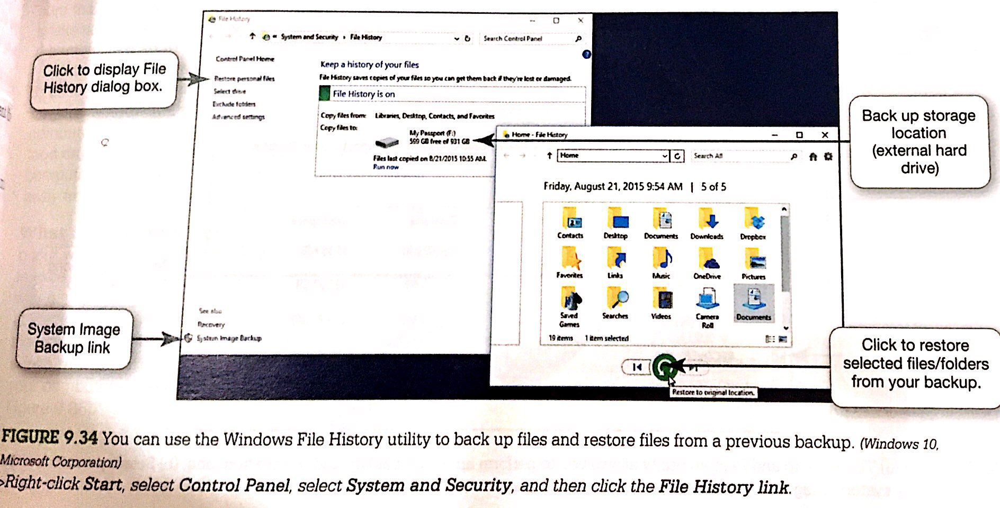 File History
« System and Security › File History
Search Control Panel
Control Panel Home
Restore personal files
Select drive
Exclude folders
Advanced settings
Keep a history of your files
File History saves copies of your files so you can get them back if they're lost or damaged.
File History is on
Copy files from: Libraries, Desktop, Contacts, and Favorites
Copy files to:
My Passport (F:)
599 GB free of 931 GB
Files last copied on 8/21/2015 10:55 AM.
Run now
See also
Recovery
System Image Backup
Click to display File
History dialog box.
System Image
Backup link
Home - File History
Home
Search All
Friday, August 21, 2015 9:54 AM | 5 of 5
Contacts Desktop Documents Downloads Dropbox
Favorites Links Music OneDrive Pictures
Saved Games Searches Videos Camera Roll Documents
19 items 1 item selected
Restore to original location.
Back up storage
location
(external hard
drive)
Click to restore
selected files/folders
from your backup.
FIGURE 9.34 You can use the Windows File History utility to back up files and restore files from a previous backup. (Windows 10,
Microsoft Corporation)
>Right-click Start, select Control Panel, select System and Security, and then click the File History link.